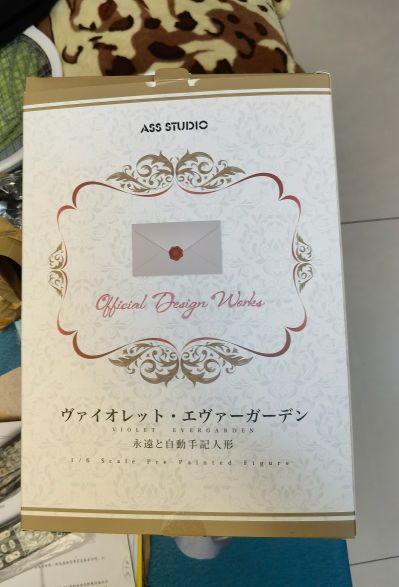 ASS STUDIO
Official Design Works
ヴァイオレット・エヴァーガーデン
VIOLET EVERGARDEN
永遠と自動手記人形
1/6 Scale Pre Painted Figure